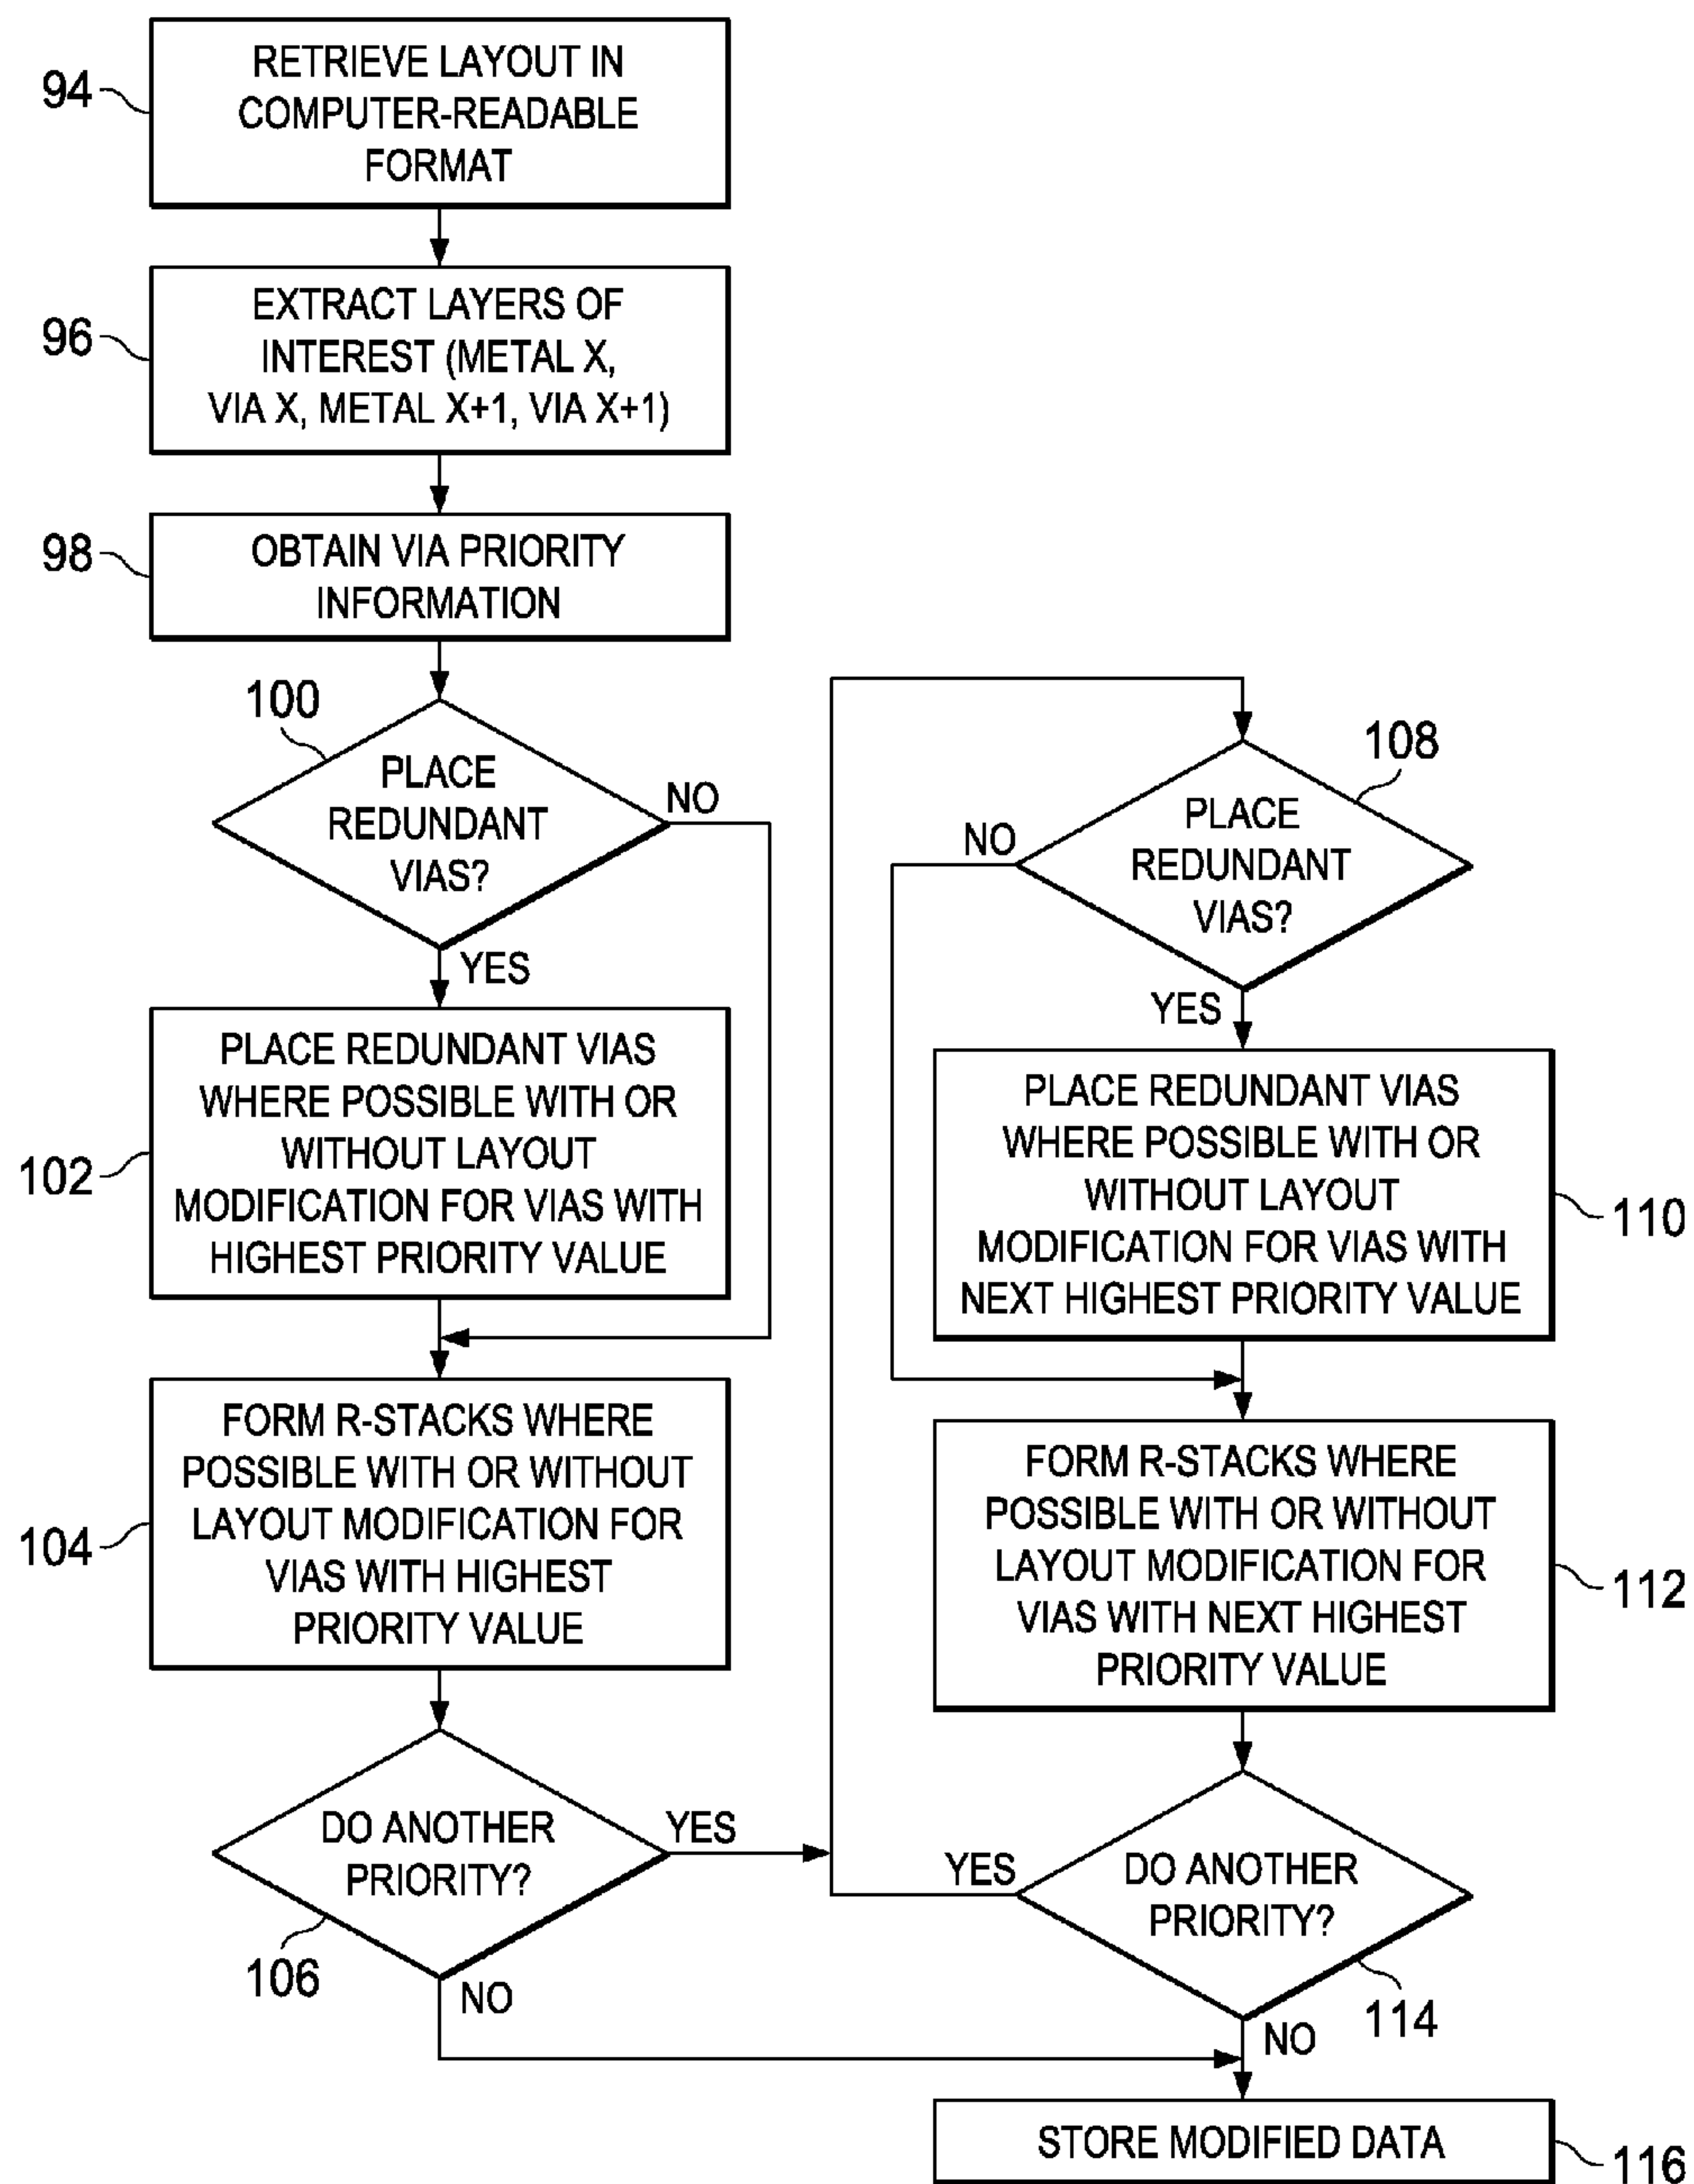 94
RETRIEVE LAYOUT IN
COMPUTER-READABLE
FORMAT
96
EXTRACT LAYERS OF
INTEREST (METAL X,
VIA X, METAL X+1, VIA X+1)
98
OBTAIN VIA PRIORITY
INFORMATION
100
PLACE
REDUNDANT
VIAS?
NO
YES
102
PLACE REDUNDANT VIAS
WHERE POSSIBLE WITH OR
WITHOUT LAYOUT
MODIFICATION FOR VIAS WITH
HIGHEST PRIORITY VALUE
104
FORM R-STACKS WHERE
POSSIBLE WITH OR WITHOUT
LAYOUT MODIFICATION FOR
VIAS WITH HIGHEST
PRIORITY VALUE
DO ANOTHER
PRIORITY?
YES
106
NO
108
PLACE
REDUNDANT
VIAS?
NO
YES
PLACE REDUNDANT VIAS
WHERE POSSIBLE WITH OR
WITHOUT LAYOUT
MODIFICATION FOR VIAS WITH
NEXT HIGHEST PRIORITY VALUE
110
FORM R-STACKS WHERE
POSSIBLE WITH OR WITHOUT
LAYOUT MODIFICATION FOR
VIAS WITH NEXT HIGHEST
PRIORITY VALUE
112
YES
DO ANOTHER
PRIORITY?
114
NO
STORE MODIFIED DATA
116